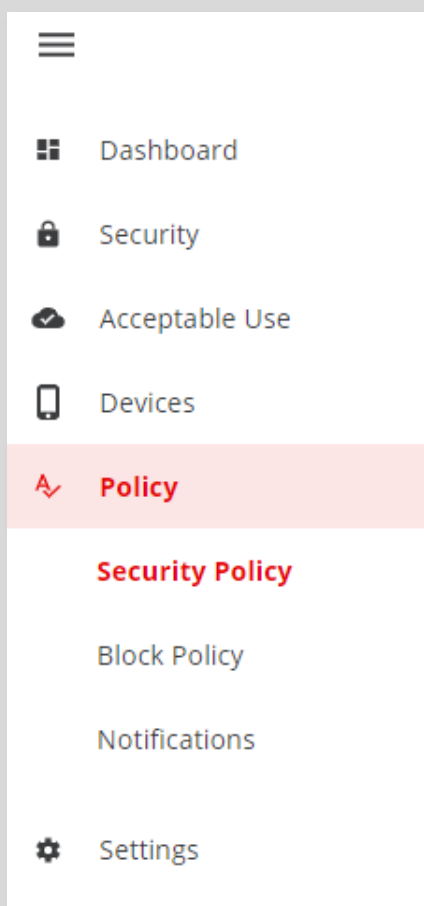 Dashboard
Security
Acceptable Use
Devices
Policy
Security Policy
Block Policy
Notifications
Settings